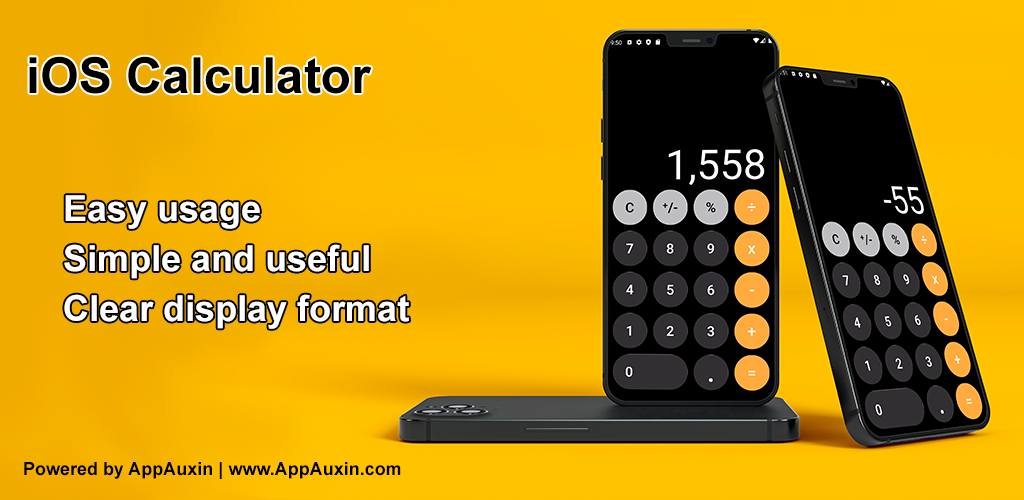 iOS Calculator
Easy usage
Simple and useful
Clear display format
Powered by AppAuxin | www.AppAuxin.com
9:50
1,558
C +/- % ÷
7 8 9 x
4 5 6 -
1 2 3 +
0 . =
-55
C +/- % ÷
7 8 9 x
4 5 6 -
1 2 3 +
0 . =